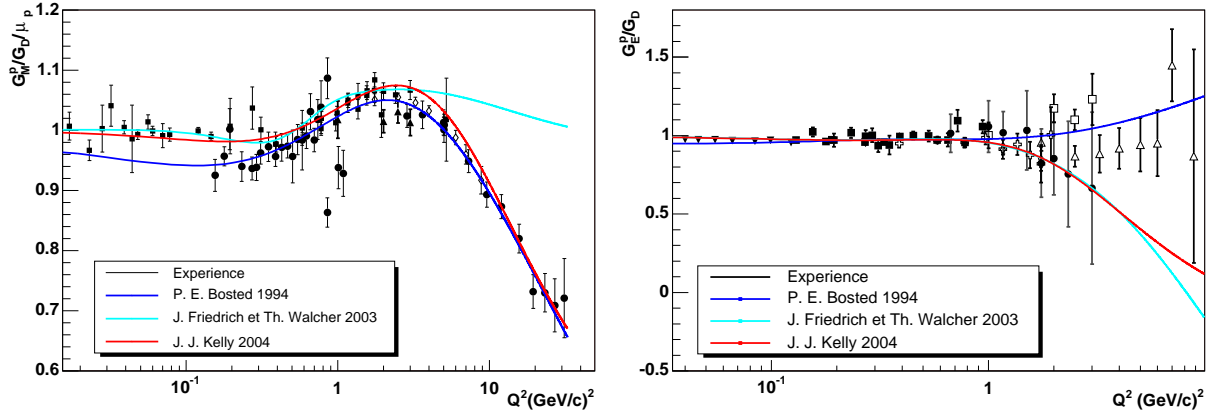 G_M^p/G_D/μ_p
1.2
1.1
1
0.9
0.8
0.7
0.6
10^-1
1
10
Q^2(GeV/c)^2
Experience
P. E. Bosted 1994
J. Friedrich et Th. Walcher 2003
J. J. Kelly 2004
G_E^p/G_D
1.5
1
0.5
0
-0.5
10^-1
1
Q^2 (GeV/c)^2
Experience
P. E. Bosted 1994
J. Friedrich et Th. Walcher 2003
J. J. Kelly 2004